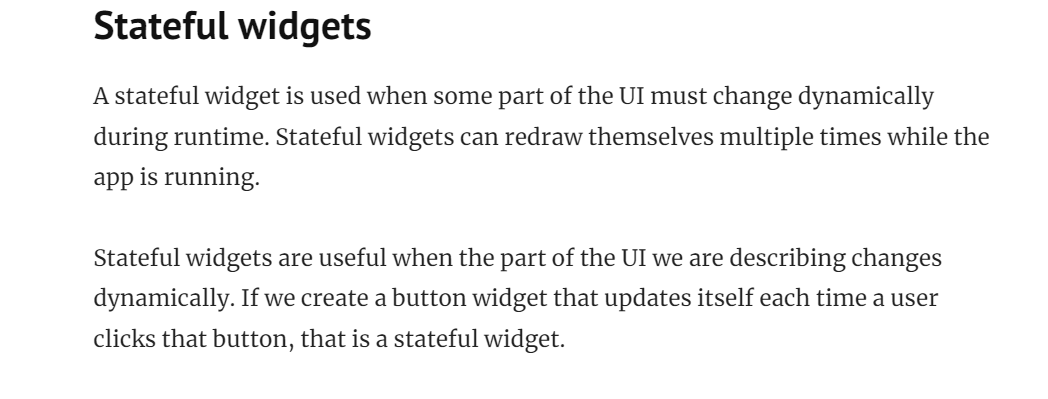 Stateful widgets
A stateful widget is used when some part of the UI must change dynamically
during runtime. Stateful widgets can redraw themselves multiple times while the
app is running.
Stateful widgets are useful when the part of the UI we are describing changes
dynamically. If we create a button widget that updates itself each time a user
clicks that button, that is a stateful widget.